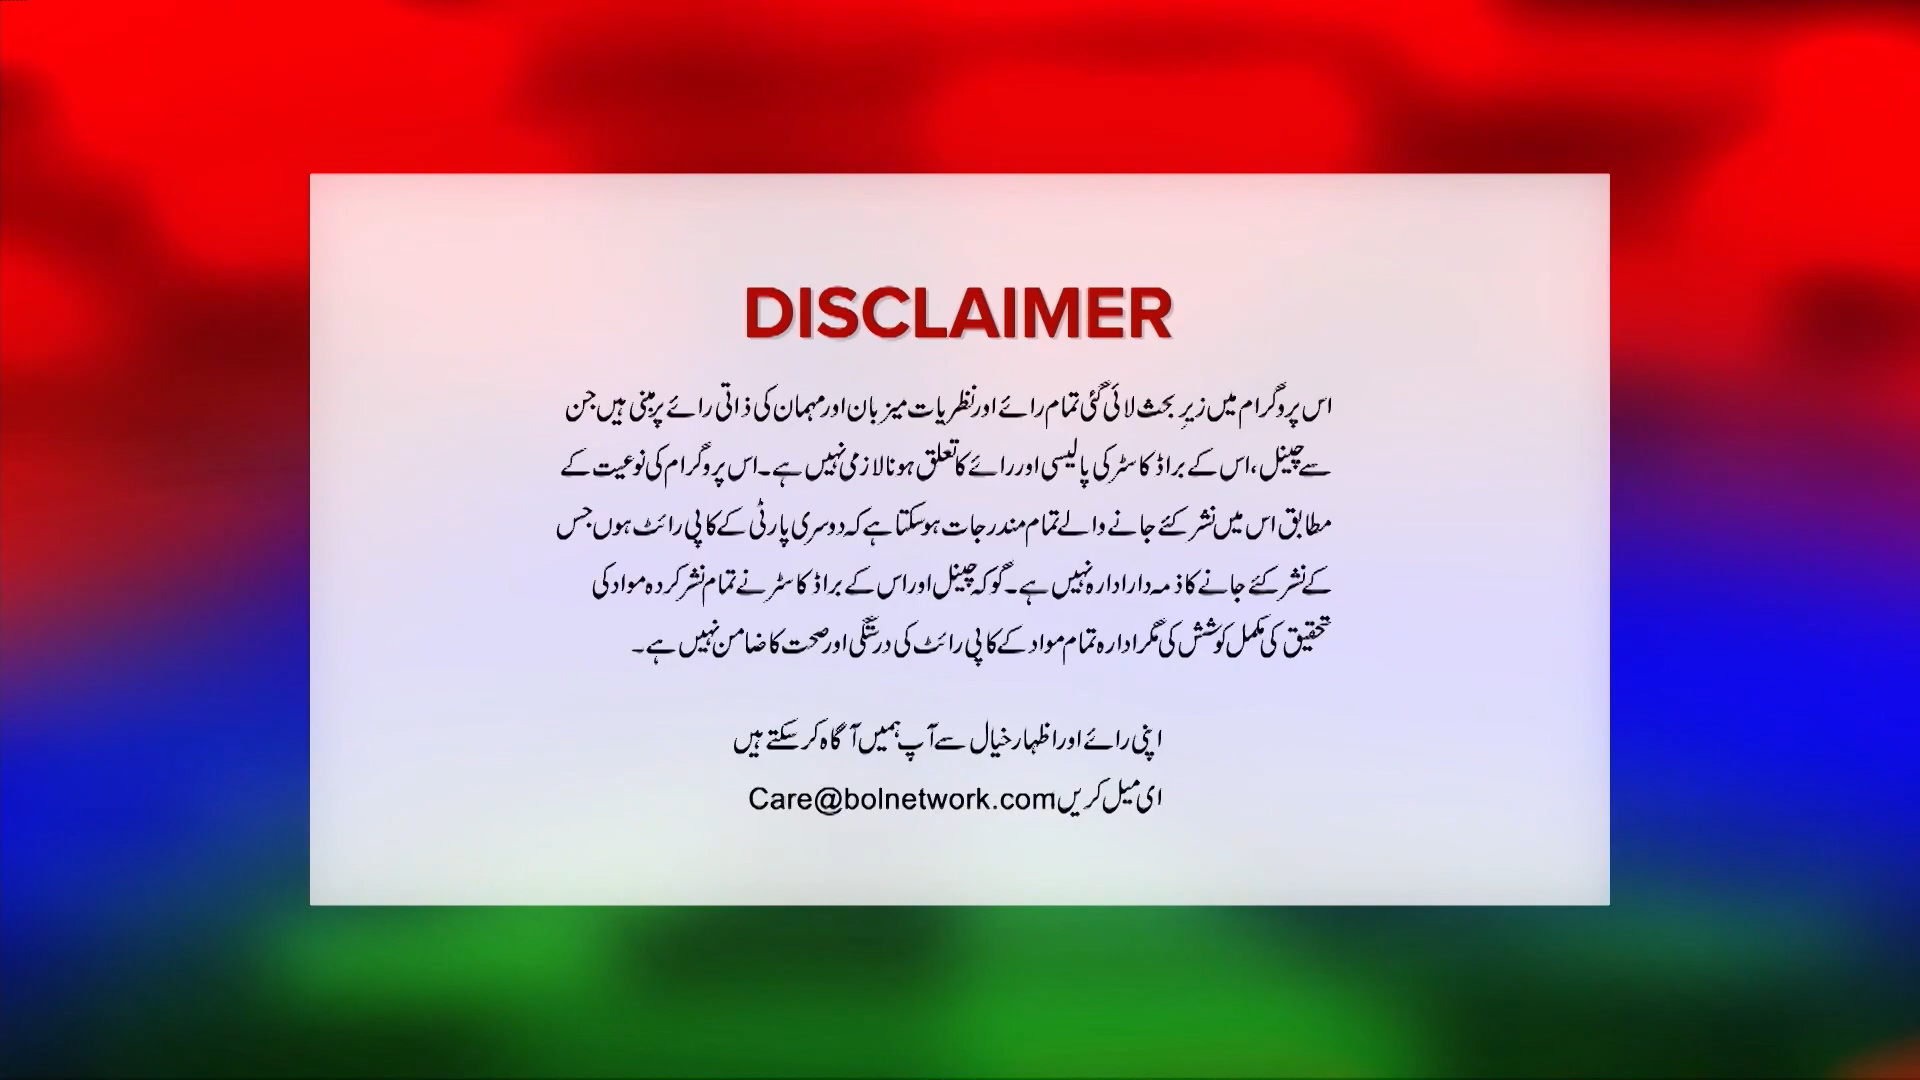 DISCLAIMER
اس پروگرام میں زیرِ بحث لائی گئی تمام رائے اور نظریات میزبان اور مہمان کی ذاتی رائے پر مبنی ہیں جن
سے چینل، اس کے براڈ کاسٹر کی پالیسی اور رائے کا تعلق ہونا لازمی نہیں ہے۔ اس پروگرام کی نوعیت کے
مطابق اس میں نشر کئے جانے والے تمام مندرجات ہو سکتا ہے کہ دوسری پارٹی کے کاپی رائٹ ہوں جس
کے نشر کئے جانے کا ذمہ دار ادارہ نہیں ہے۔ گو کہ چینل اور اس کے براڈ کاسٹر نے تمام نشر کردہ مواد کی
تحقیق کی مکمل کوشش کی مگر ادارہ تمام مواد کے کاپی رائٹ کی درستگی اور صحت کا ضامن نہیں ہے۔
اپنی رائے اور اظہار خیال سے آپ ہمیں آگاہ کر سکتے ہیں
ای میل کریں Care@bolnetwork.com